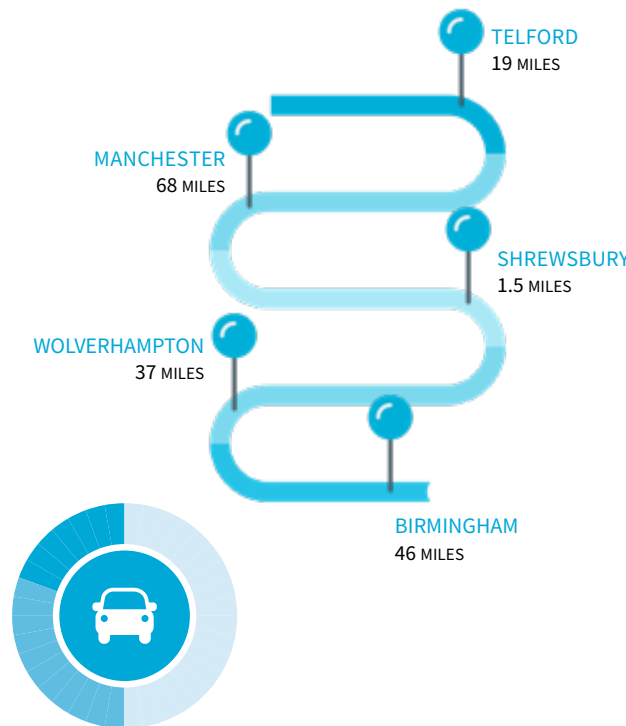 TELFORD
19 MILES
MANCHESTER
68 MILES
SHREWSBURY
1.5 MILES
WOLVERHAMPTON
37 MILES
BIRMINGHAM
46 MILES